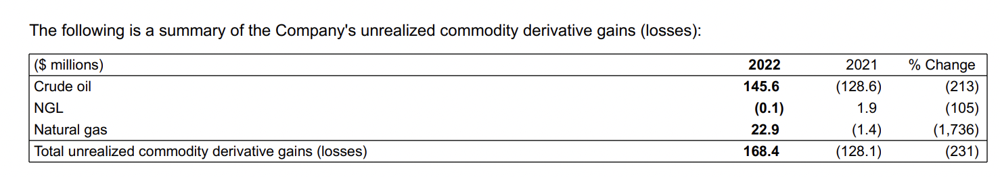 The following is a summary of the Company's unrealized commodity derivative gains (losses):
($ millions) 2022 2021 % Change
Crude oil 145.6 (128.6) (213)
NGL (0.1) 1.9 (105)
Natural gas 22.9 (1.4) (1,736)
Total unrealized commodity derivative gains (losses) 168.4 (128.1) (231)